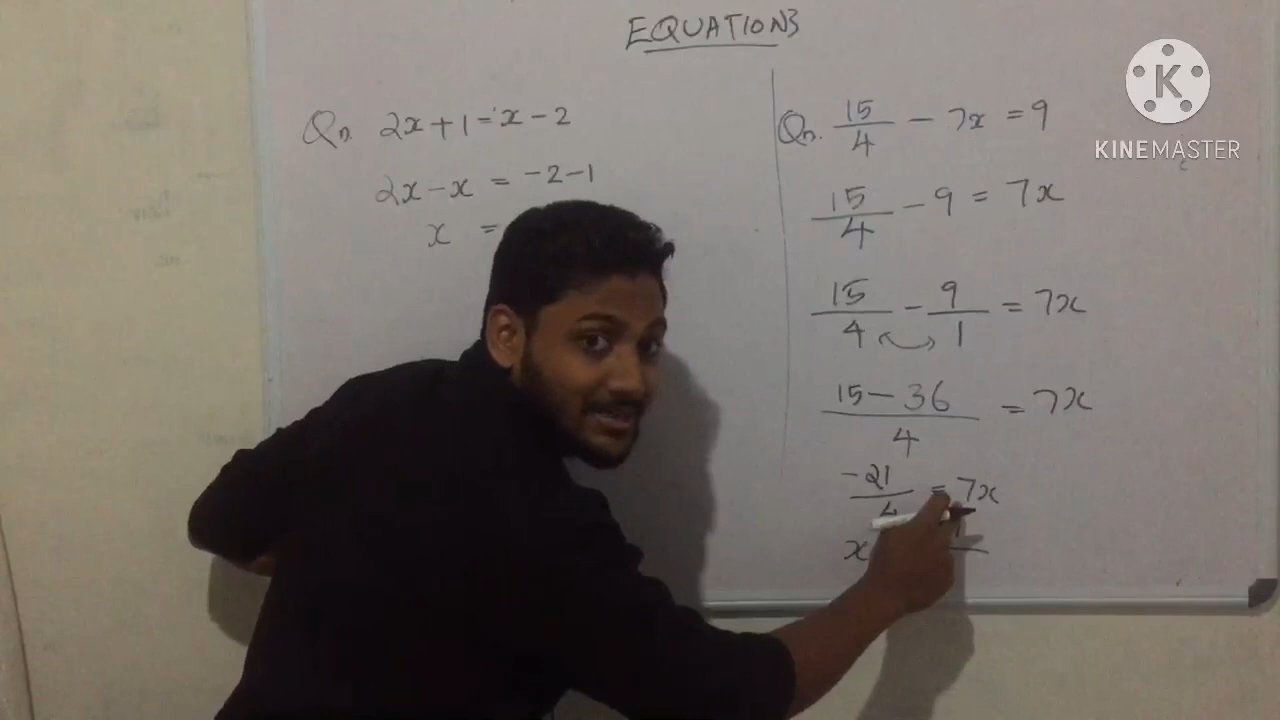 EQUATIONS
Qn. 2x + 1 = x - 2
2x - x = -2 - 1
x =
Qn. 15/4 - 7x = 9
15/4 - 9 = 7x
15/4 - 9/1 = 7x
15 - 36/4 = 7x
-21/4 = 7x
x
K
KINEMASTER